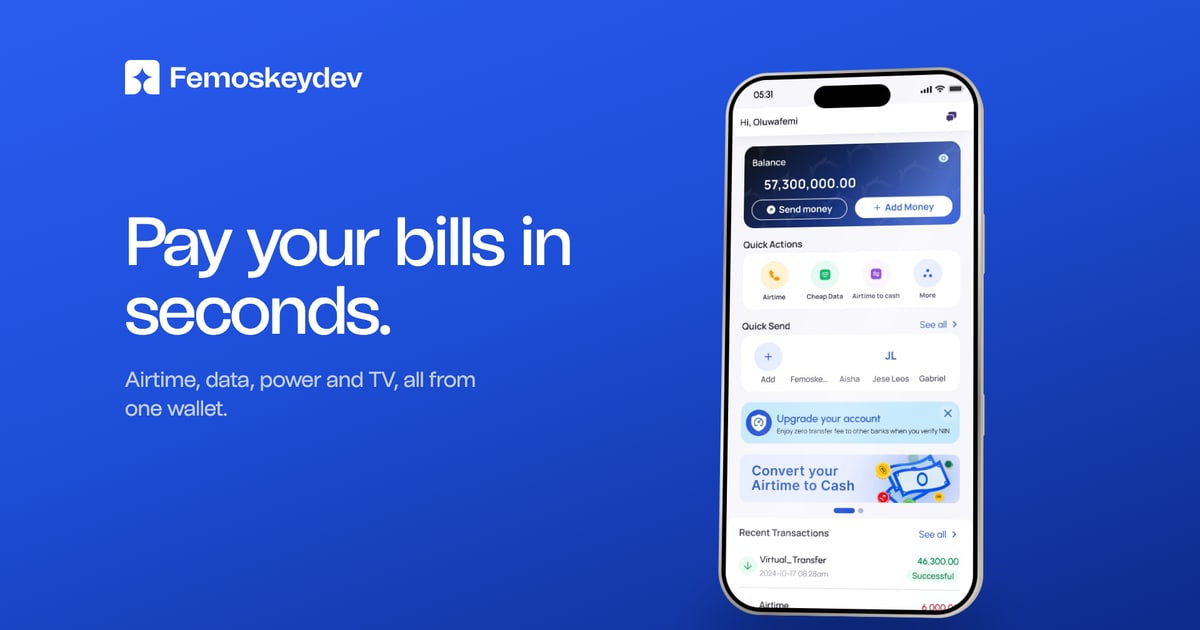 Femoskeydev
Pay your bills in
seconds.
Airtime, data, power and TV, all from
one wallet.
05:31
Hi, Oluwafemi
Balance
57,300,000.00
Send money
+ Add Money
Quick Actions
Airtime
Cheap Data
Airtime to cash
More
Quick Send
See all
JL
Add
Femoske...
Aisha
Jese Leos
Gabriel
Upgrade your account
Enjoy zero transfer fee to other banks when you verify NIN
Convert your
Airtime to Cash
Recent Transactions
See all
Virtual_Transfer
46,300.00
2024-10-17 08:28am
Successful
Airtime